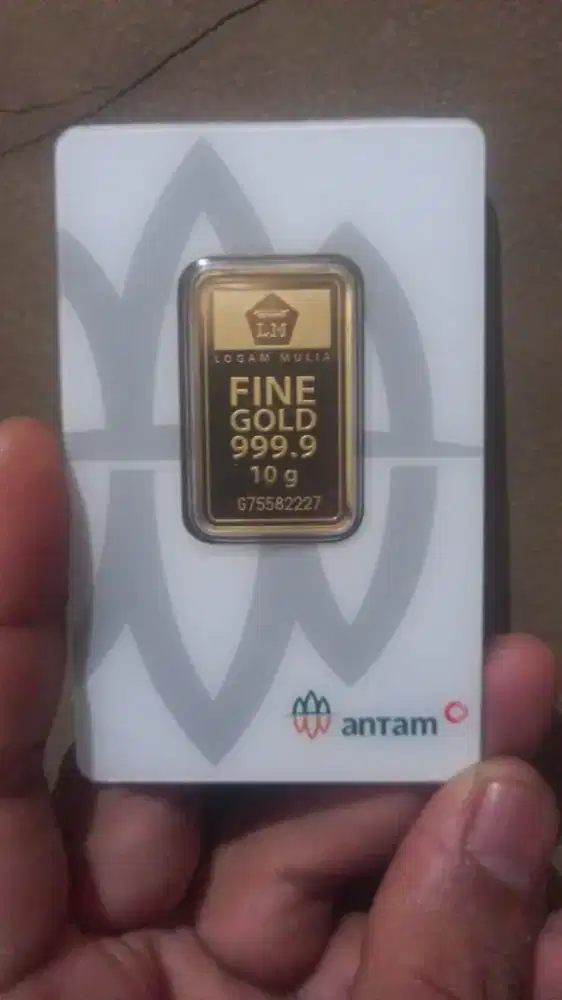 LM
LOGAM MULIA
FINE
GOLD
999.9
10 g
G75582227
antam